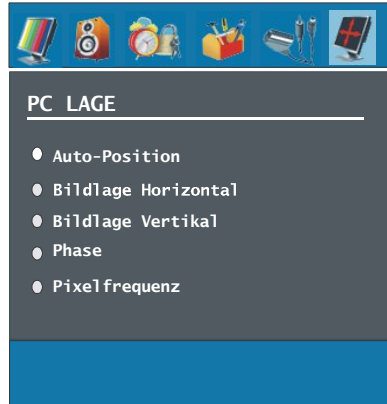 PC LAGE
Auto-Position
Bildlage Horizontal
Bildlage Vertikal
Phase
Pixelfrequenz